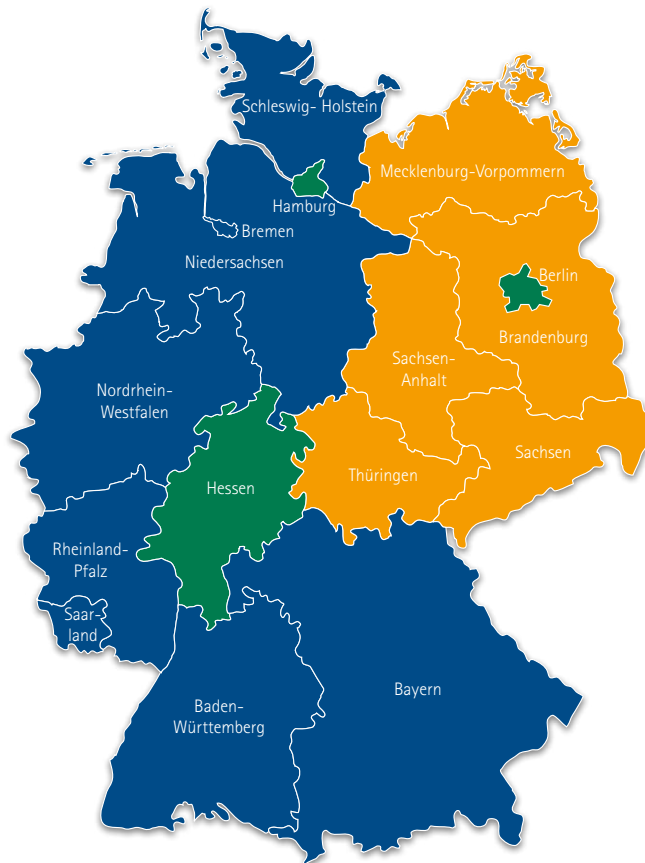 Schleswig- Holstein
Mecklenburg-Vorpommern
Hamburg
Bremen
Niedersachsen
Berlin
Brandenburg
Sachsen-
Anhalt
Nordrhein-
Westfalen
Sachsen
Thüringen
Hessen
Rheinland-
Pfalz
Saar-
land
Bayern
Baden-
Württemberg